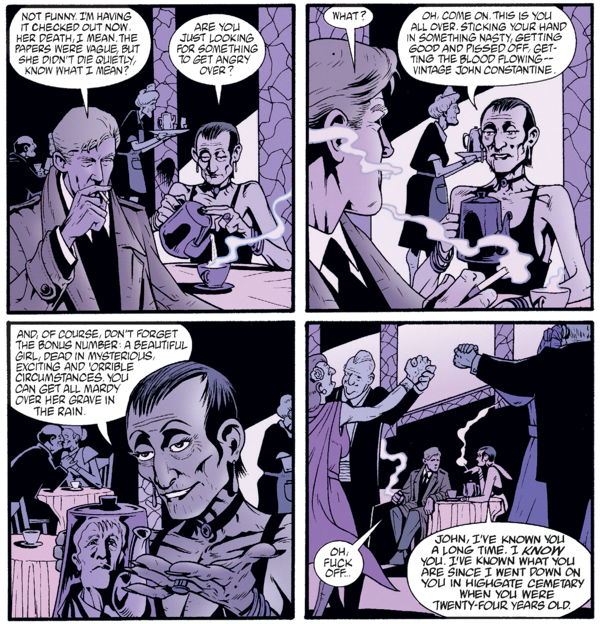 NOT FUNNY. I'M HAVING
IT CHECKED OUT NOW.
HER DEATH, I MEAN. THE
PAPERS WERE VAGUE, BUT
SHE DIDN'T DIE QUIETLY,
KNOW WHAT I MEAN?
ARE YOU
JUST LOOKING
FOR SOMETHING
TO GET ANGRY
OVER?
WHAT?
OH, COME ON. THIS IS YOU
ALL OVER. STICKING YOUR HAND
IN SOMETHING NASTY, GETTING
GOOD AND PISSED OFF, GET-
TING THE BLOOD FLOWING--
VINTAGE JOHN CONSTANTINE.
AND, OF COURSE, DON'T FORGET
THE BONUS NUMBER: A BEAUTIFUL
GIRL, DEAD IN MYSTERIOUS,
EXCITING AND 'ORRIBLE
CIRCUMSTANCES. YOU
CAN GET ALL MARDY
OVER HER GRAVE IN
THE RAIN.
OH,
FUCK
OFF...
JOHN, I'VE KNOWN YOU
A LONG TIME. I KNOW
YOU. I'VE KNOWN WHAT YOU
ARE SINCE I WENT DOWN ON
YOU IN HIGHGATE CEMETARY
WHEN YOU WERE
TWENTY-FOUR YEARS OLD.